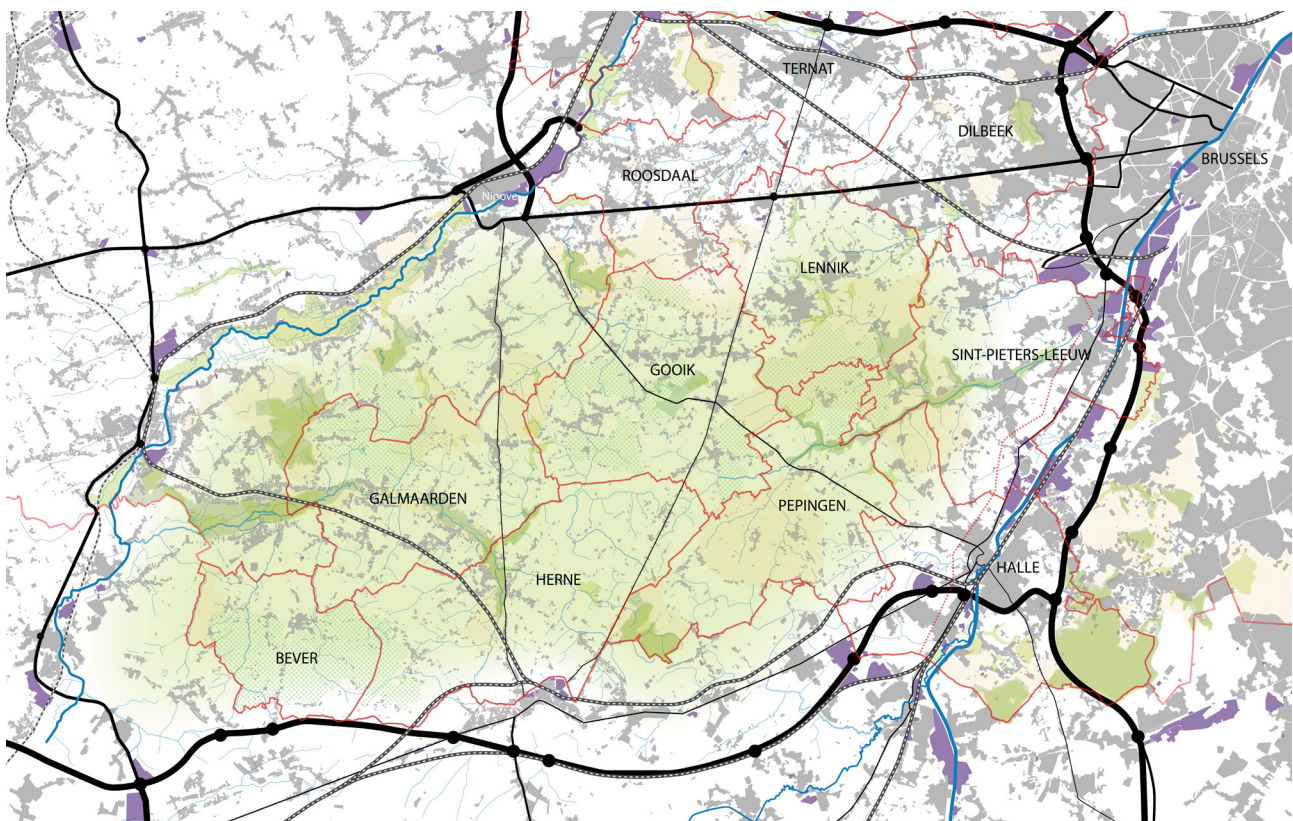 TERNAT
DILBEEK
BRUSSELS
ROOSDAAL
Ninove
LENNIK
SINT-PIETERS-LEEUW
GOOIK
GALMAARDEN
PEPINGEN
HALLE
HERNE
BEVER